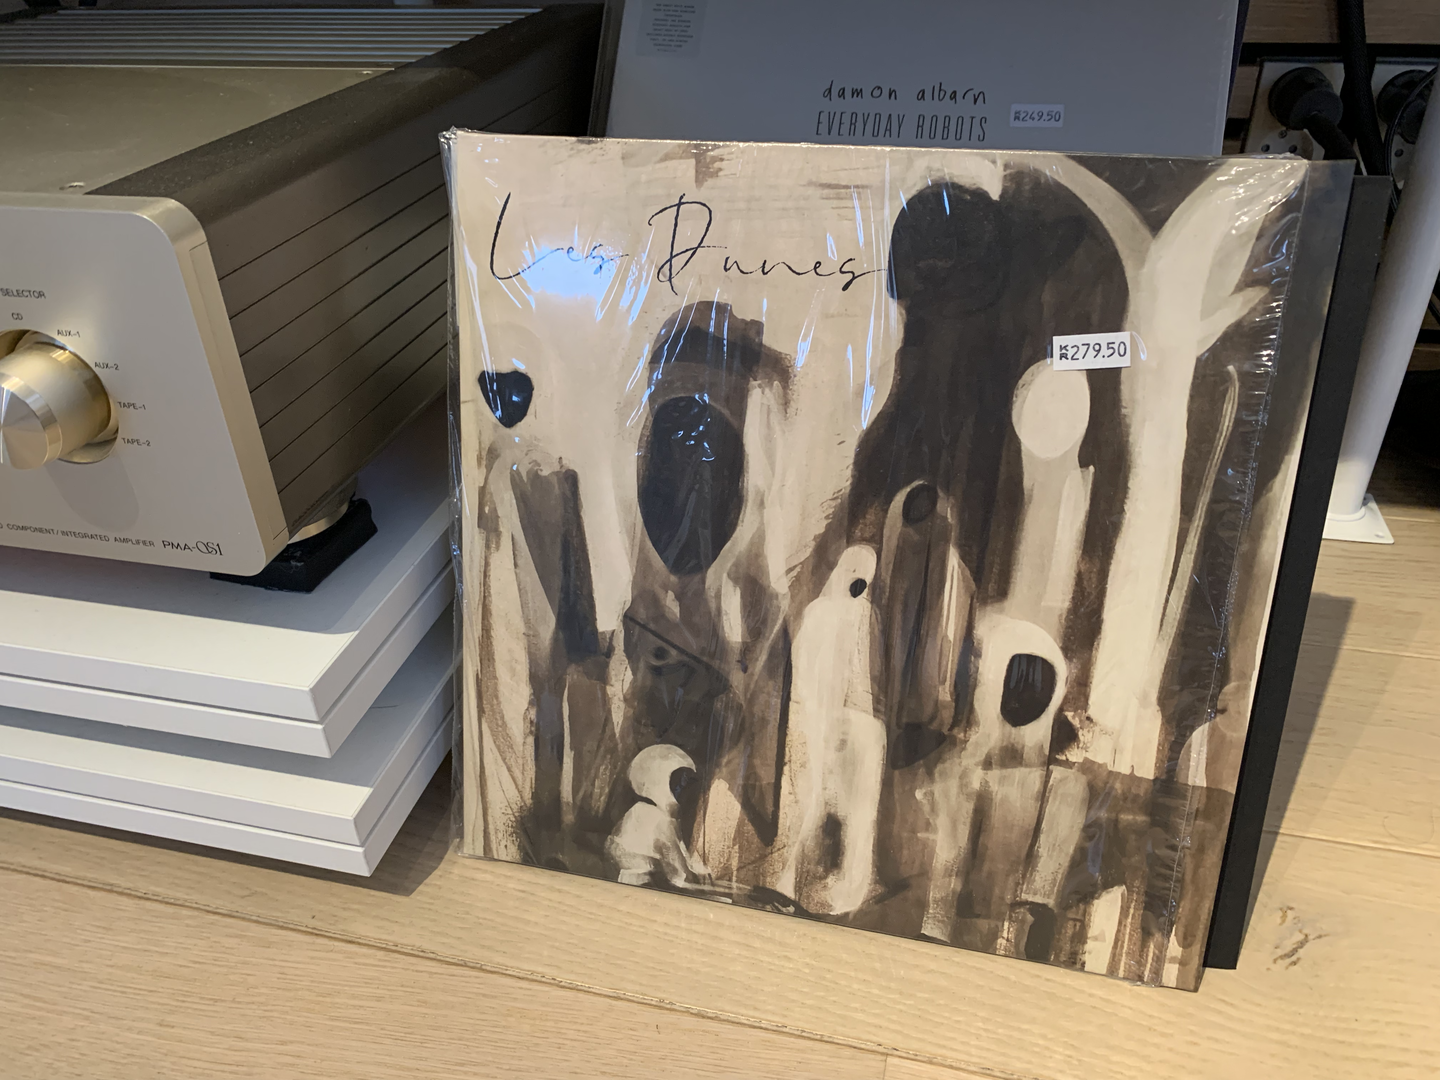 damon albarn
EVERYDAY ROBOTS
KR249.50
Les Dunes
KR279.50
SELECTOR
CD
AUX-1
AUX-2
TAPE-1
TAPE-2
COMPONENT/INTEGRATED AMPLIFIER PMA-S1